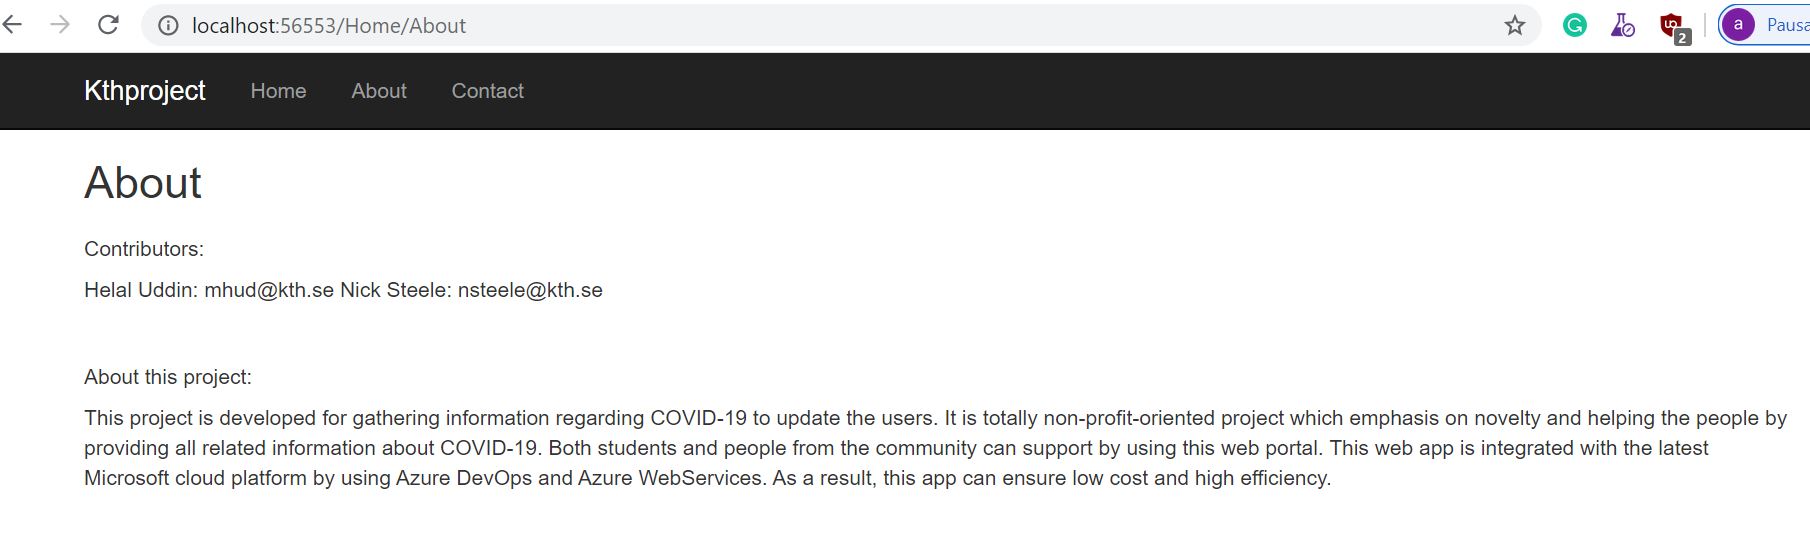 localhost:56553/Home/About
2
a
Pausa
Kthproject Home About Contact
About
Contributors:
Helal Uddin: mhud@kth.se Nick Steele: nsteele@kth.se
About this project:
This project is developed for gathering information regarding COVID-19 to update the users. It is totally non-profit-oriented project which emphasis on novelty and helping the people by
providing all related information about COVID-19. Both students and people from the community can support by using this web portal. This web app is integrated with the latest
Microsoft cloud platform by using Azure DevOps and Azure WebServices. As a result, this app can ensure low cost and high efficiency.